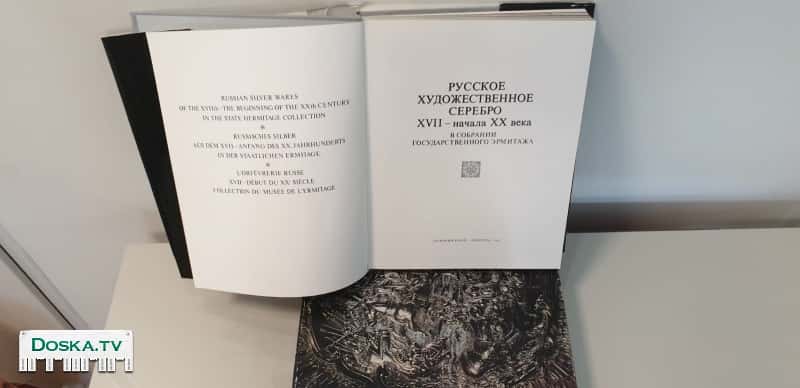 RUSSIAN SILVER WARES
OF THE XVIIth-THE BEGINNING OF THE XXth CENTURY
IN THE STATE HERMITAGE COLLECTION
RUSSISCHES SILBER
AUS DEM XVII-ANFANG DES XX. JAHRHUNDERTS
IN DER STAATLICHEN ERMITAGE
L'ORFÈVRERIE RUSSE
XVIIe-DÉBUT DU XXe SIÈCLE
COLLECTION DU MUSÉE DE L'ERMITAGE
РУССКОЕ
ХУДОЖЕСТВЕННОЕ
СЕРЕБРО
XVII – начала XX века
В СОБРАНИИ
ГОСУДАРСТВЕННОГО ЭРМИТАЖА
DOSKA.TV